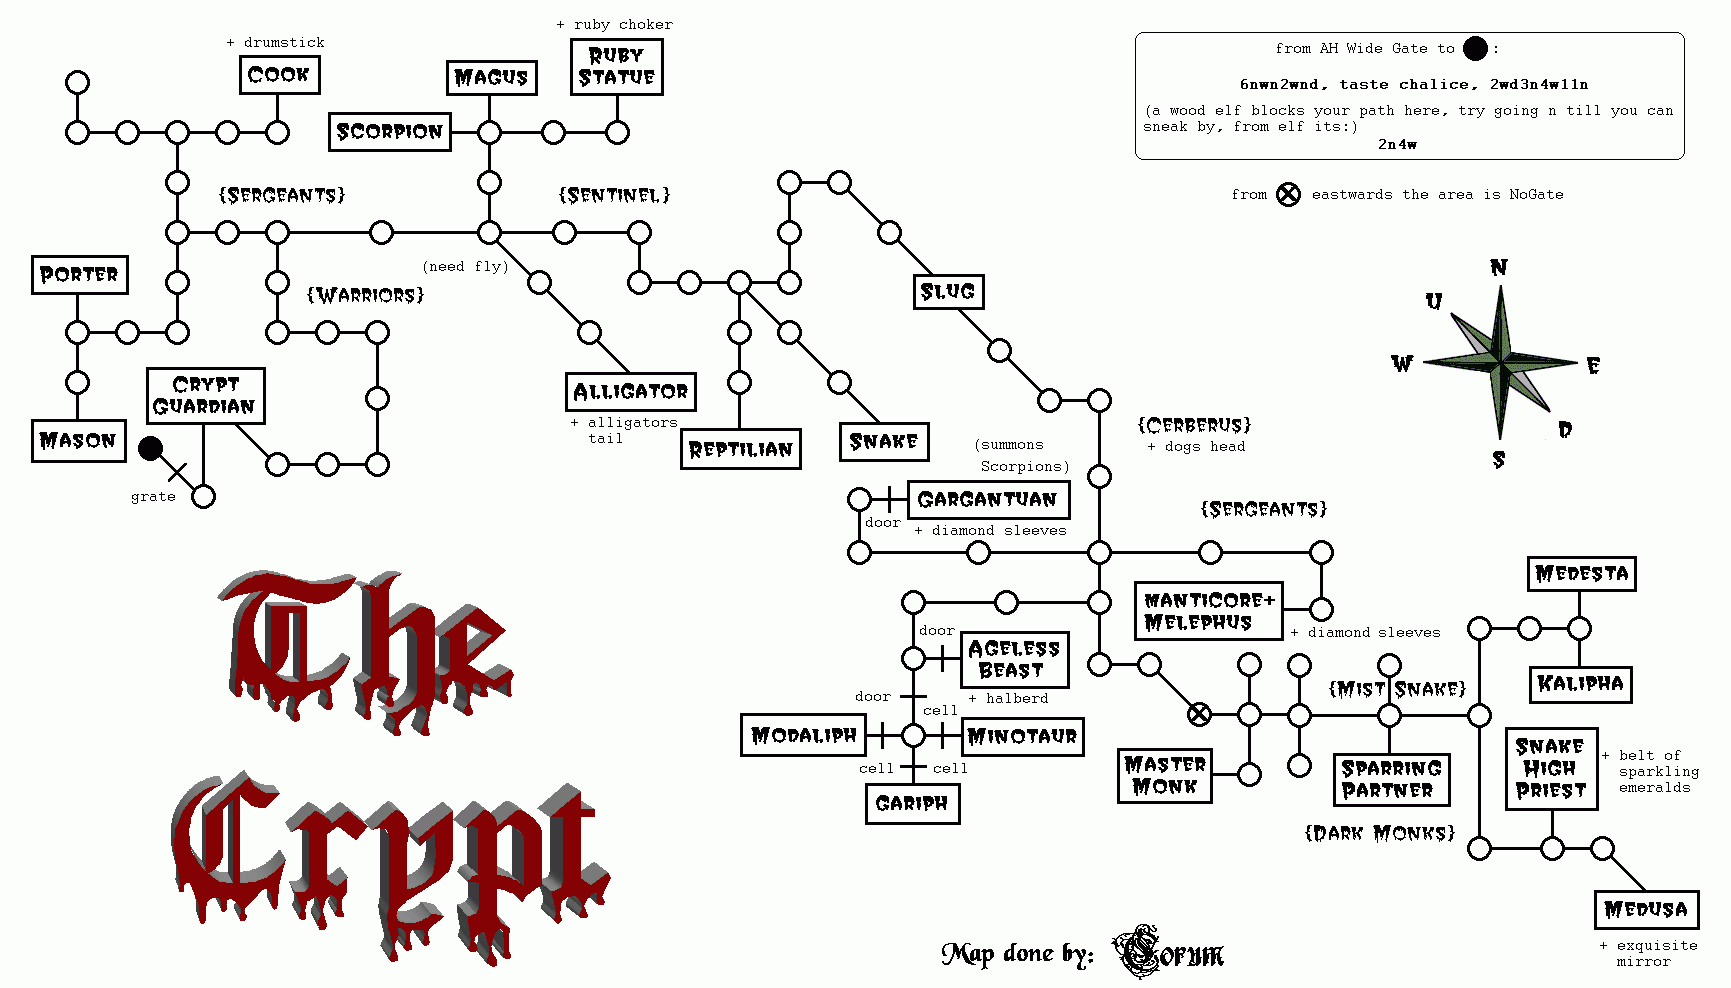 + ruby choker
+ drumstick
COOK
MAGUS
RUBY
STATUE
SCORPION
from AH Wide Gate to :
6nwn2wnd, taste chalice, 2wd3n4w11n
(a wood elf blocks your path here, try going n till you can
sneak by, from elf its:)
2n4w
from eastwards the area is NoGate
{SERGEANTS}
{SENTINEL}
PORTER
(need fly)
{WARRIORS}
SLUG
N
U
W
E
D
S
CRYPT
GUARDIAN
MASON
grate
ALLIGATOR
+ alligators
tail
REPTILIAN
SNAKE
{CERBERUS}
+ dogs head
(summons
Scorpions)
GARGANTUAN
door
+ diamond sleeves
{SERGEANTS}
MANTICORE+
MELEPHUS
+ diamond sleeves
door
AGELESS
BEAST
+ halberd
door
cell
MODALIPH
MINOTAUR
cell
cell
GARIPH
MEDESTA
KALIPHA
{MIST SNAKE}
MASTER
MONK
SPARRING
PARTNER
{DARK MONKS}
SNAKE
HIGH
PRIEST
+ belt of
sparkling
emeralds
MEDUSA
+ exquisite
mirror
The
Crypt
Map done by: Corum